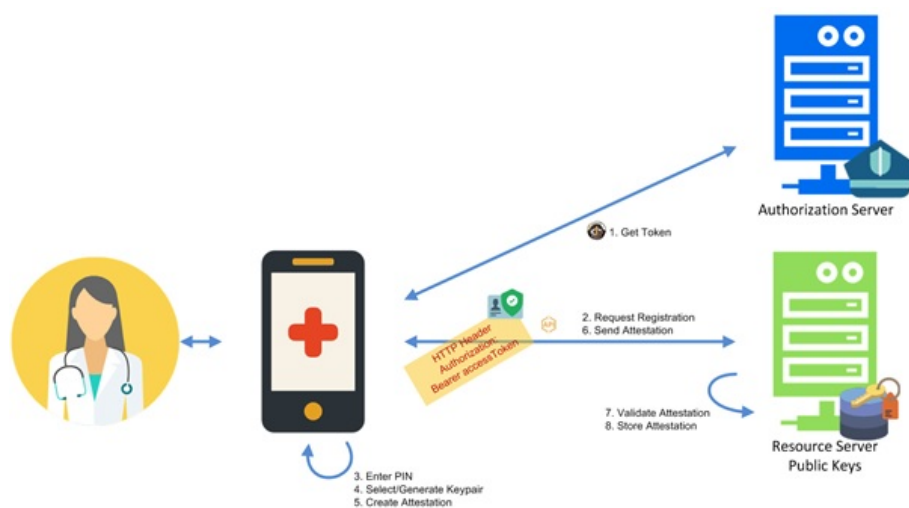 Authorization Server
1. Get Token
2. Request Registration
6. Send Attestation
API
HTTP Header
Authorization:
Bearer accessToken
7. Validate Attestation
8. Store Attestation
Resource Server
Public Keys
3. Enter PIN
4. Select/Generate Keypair
5. Create Attestation